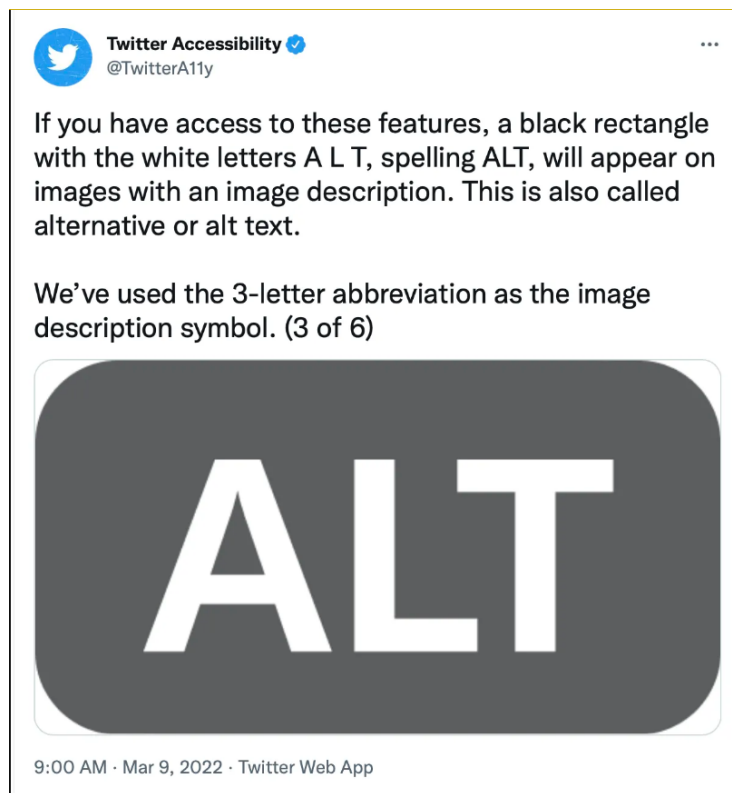 Twitter Accessibility
@TwitterA11y
If you have access to these features, a black rectangle
with the white letters A L T, spelling ALT, will appear on
images with an image description. This is also called
alternative or alt text.
We’ve used the 3-letter abbreviation as the image
description symbol. (3 of 6)
ALT
9:00 AM · Mar 9, 2022 · Twitter Web App